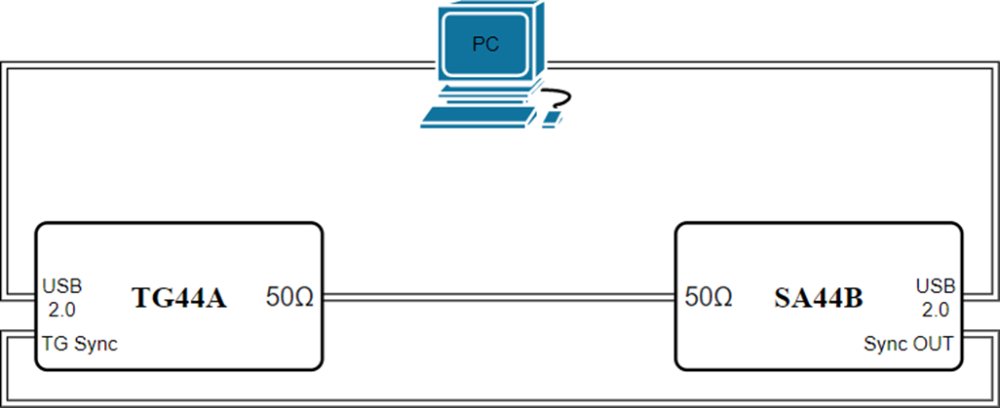 PC
USB
2.0
TG44A
50Ω
TG Sync
50Ω
SA44B
USB
2.0
Sync OUT